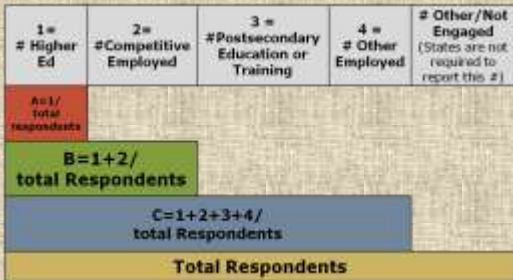 1=
# Higher
Ed
2=
#Competitive
Employed
3 =
#Postsecondary
Education or
Training
4 =
# Other
Employed
# Other/Not
Engaged
(States are not
required to
report this #)
A=1/
total
respondents
B=1+2/
total Respondents
C=1+2+3+4/
total Respondents
Total Respondents